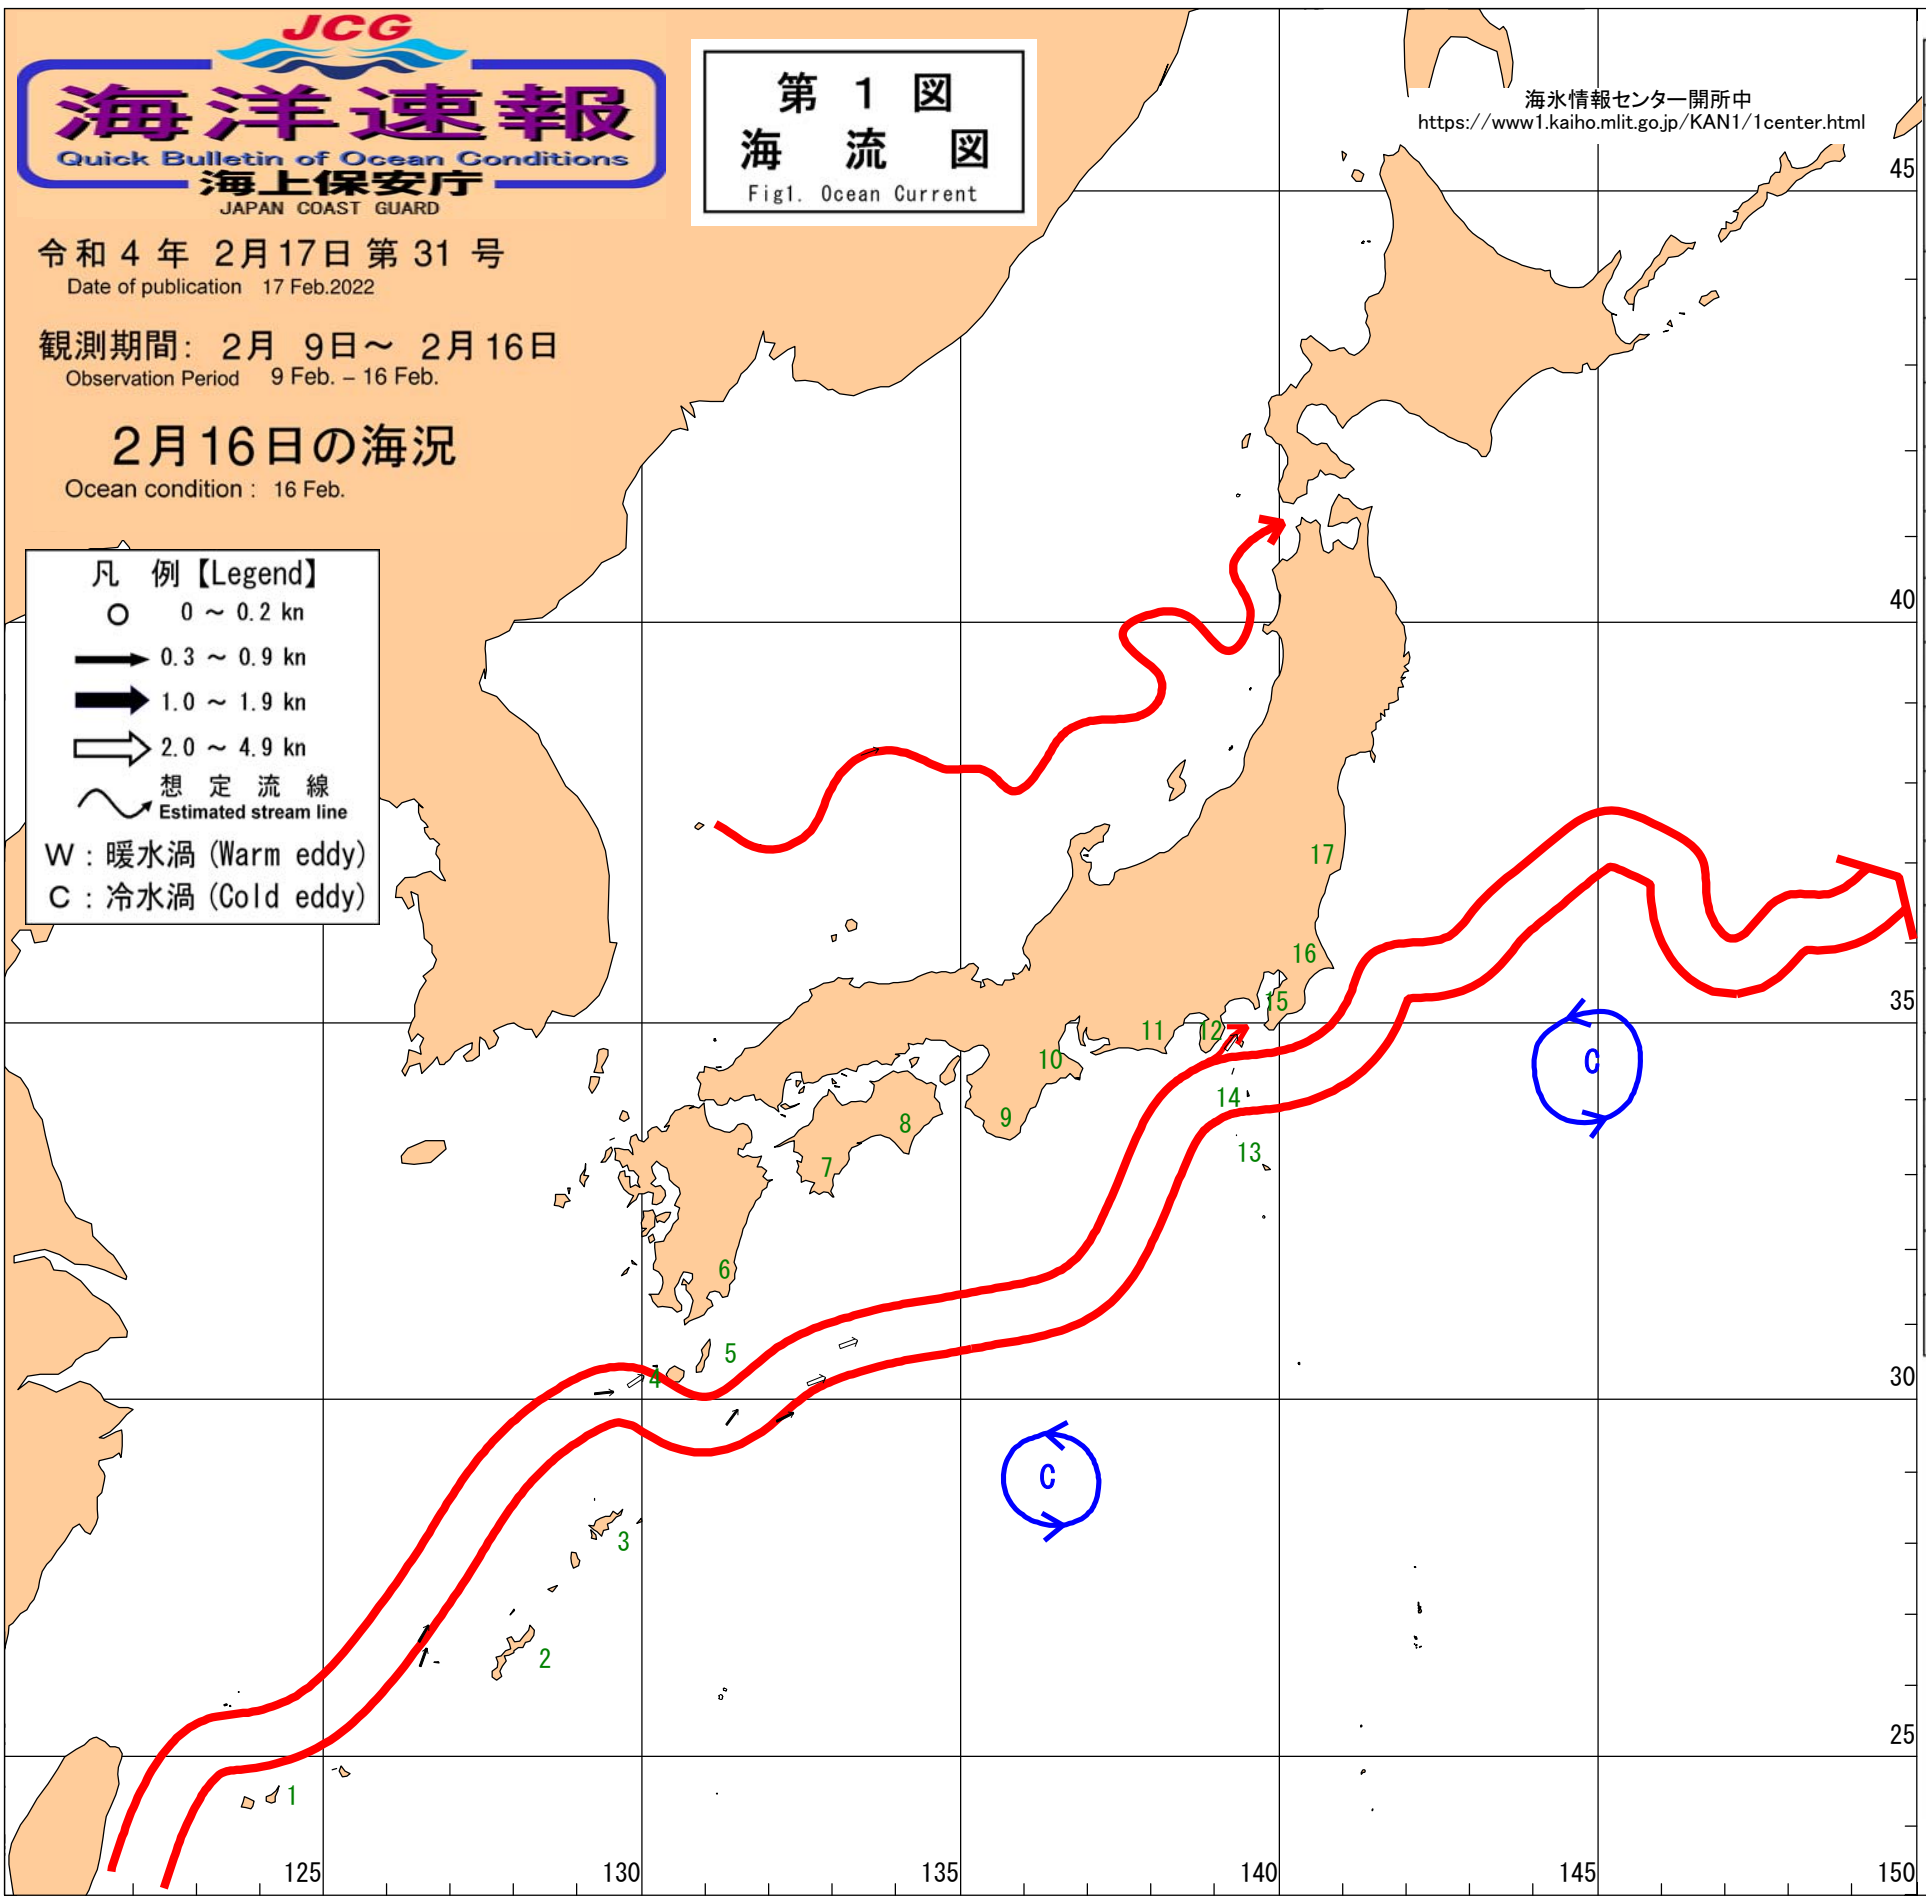 JCG
海洋速報
Quick Bulletin of Ocean Conditions
海上保安庁
JAPAN COAST GUARD
第 1 図
海 流 図
Fig1. Ocean Current
海氷情報センター開所中
https://www1.kaiho.mlit.go.jp/KAN1/1center.html
令和 4 年 2月17日 第 31 号
Date of publication 17 Feb.2022
観測期間: 2月 9日～ 2月16日
Observation Period 9 Feb. – 16 Feb.
2月16日の海況
Ocean condition : 16 Feb.
凡 例【Legend】
0 ～ 0.2 kn
0.3 ～ 0.9 kn
1.0 ～ 1.9 kn
2.0 ～ 4.9 kn
想 定 流 線
Estimated stream line
W : 暖水渦 (Warm eddy)
C : 冷水渦 (Cold eddy)
45
40
17
16
35
15
12
11
10
C
14
9
8
13
7
6
5
4
30
C
3
2
25
1
125
130
135
140
145
150